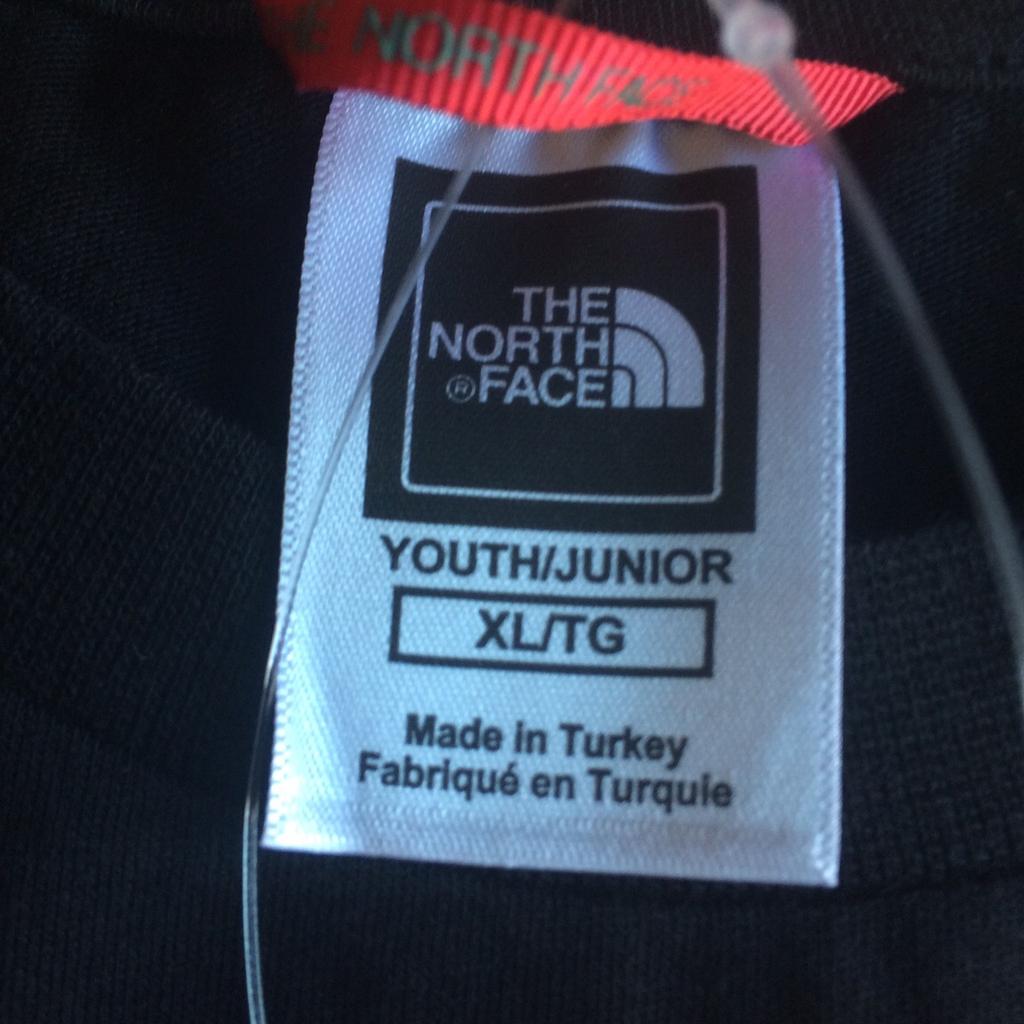 THE NORTH FACE
THE
NORTH
® FACE
YOUTH/JUNIOR
XL/TG
Made in Turkey
Fabriqué en Turquie